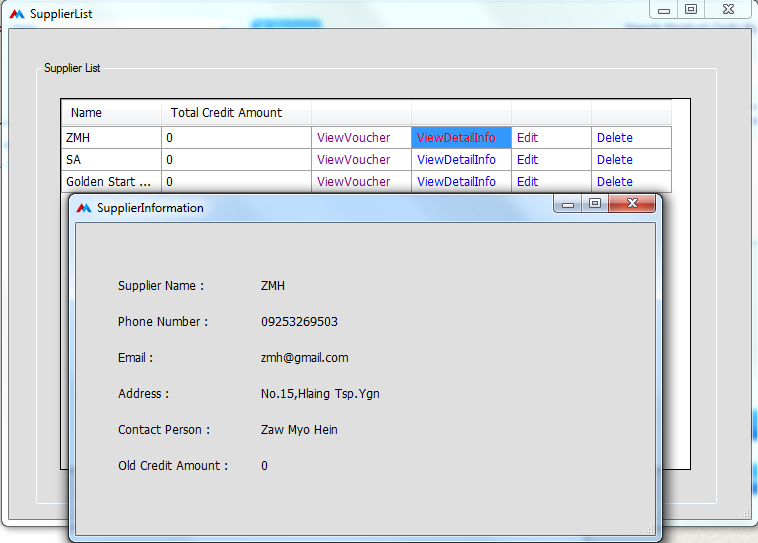 SupplierList
Supplier List
Name Total Credit Amount
ZMH 0 ViewVoucher ViewDetailInfo Edit Delete
SA 0 ViewVoucher ViewDetailInfo Edit Delete
Golden Start ... 0 ViewVoucher ViewDetailInfo Edit Delete
SupplierInformation
Supplier Name : ZMH
Phone Number : 09253269503
Email : zmh@gmail.com
Address : No.15,Hlaing Tsp.Ygn
Contact Person : Zaw Myo Hein
Old Credit Amount : 0